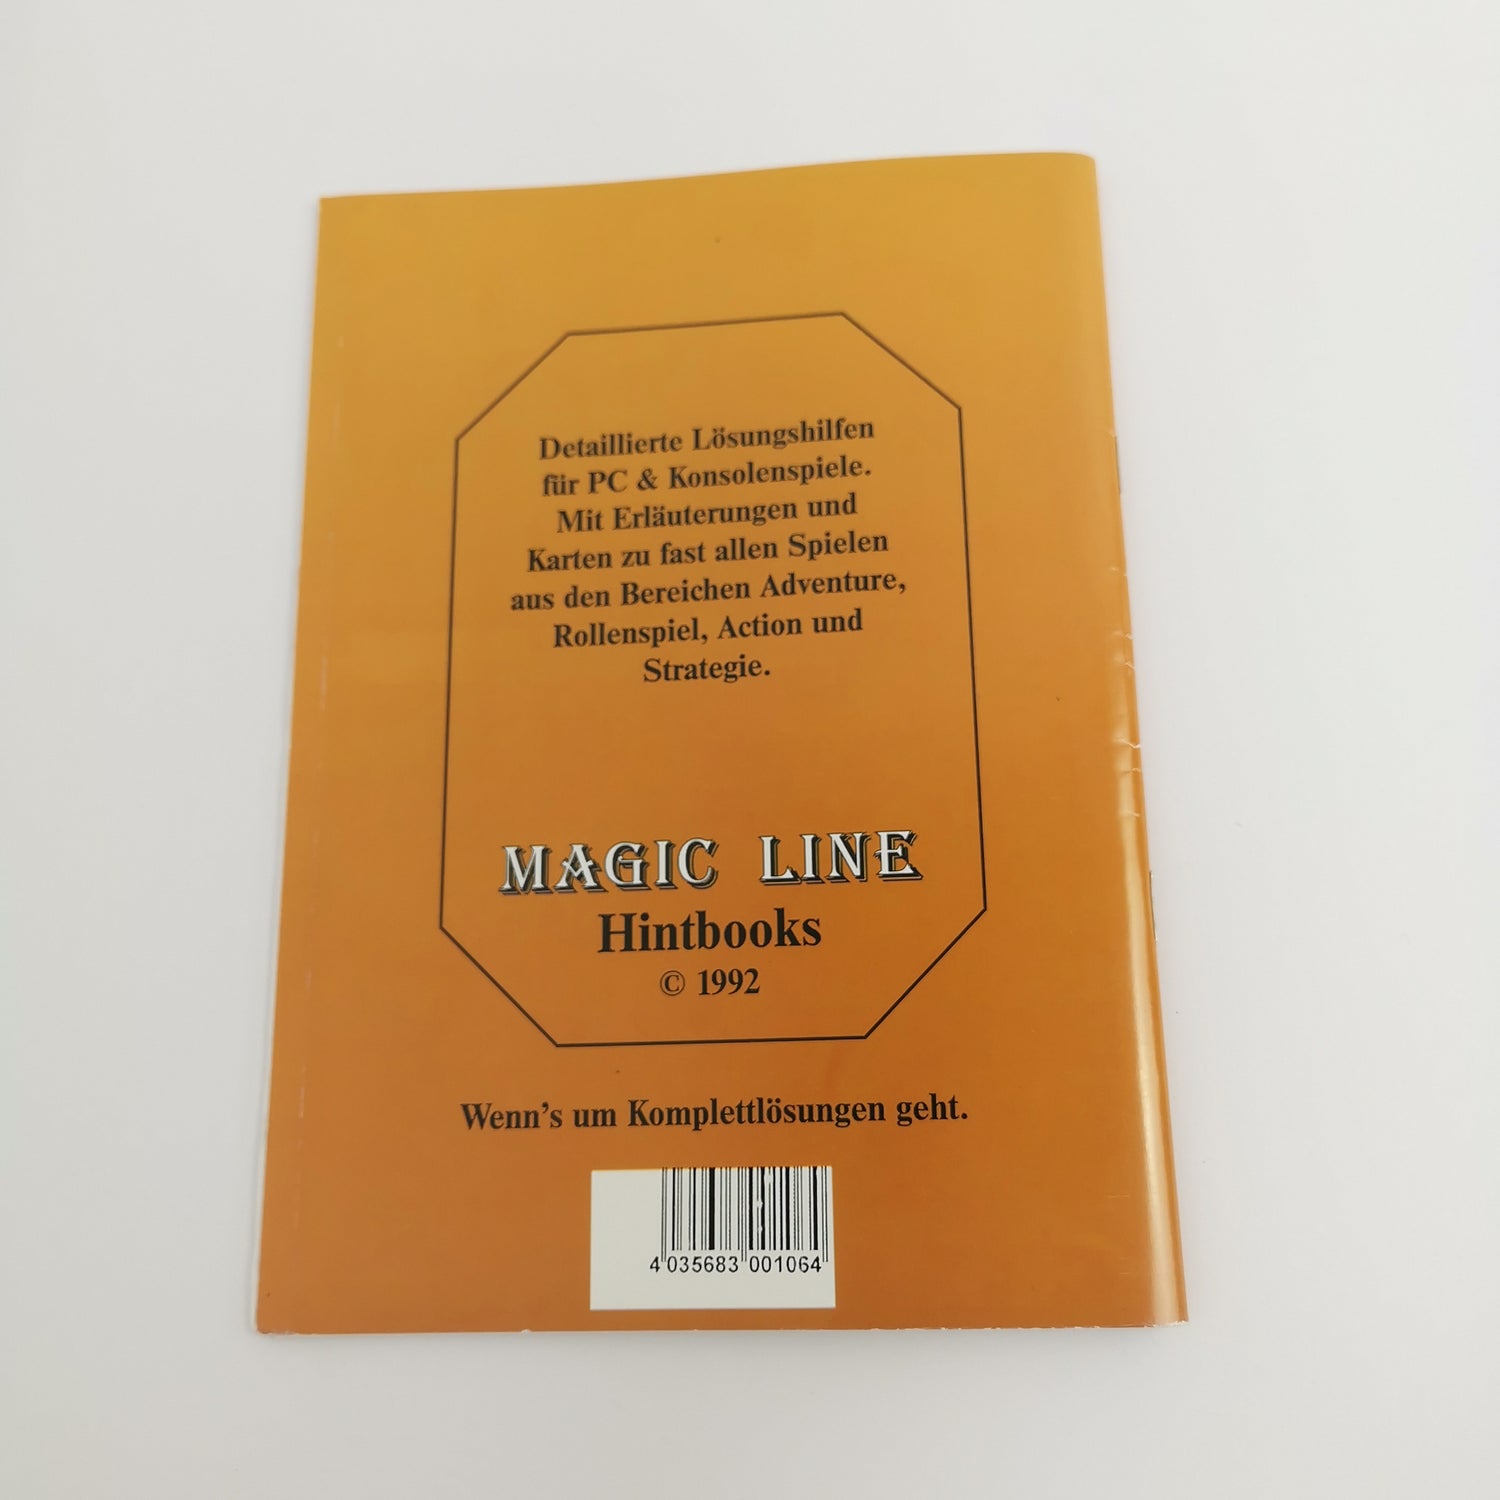 Detaillierte Lösungshilfen
für PC & Konsolenspiele.
Mit Erläuterungen und
Karten zu fast allen Spielen
aus den Bereichen Adventure,
Rollenspiel, Action und
Strategie.
MAGIC LINE
Hintbooks
© 1992
Wenn's um Komplettlösungen geht.
4 035683 001064